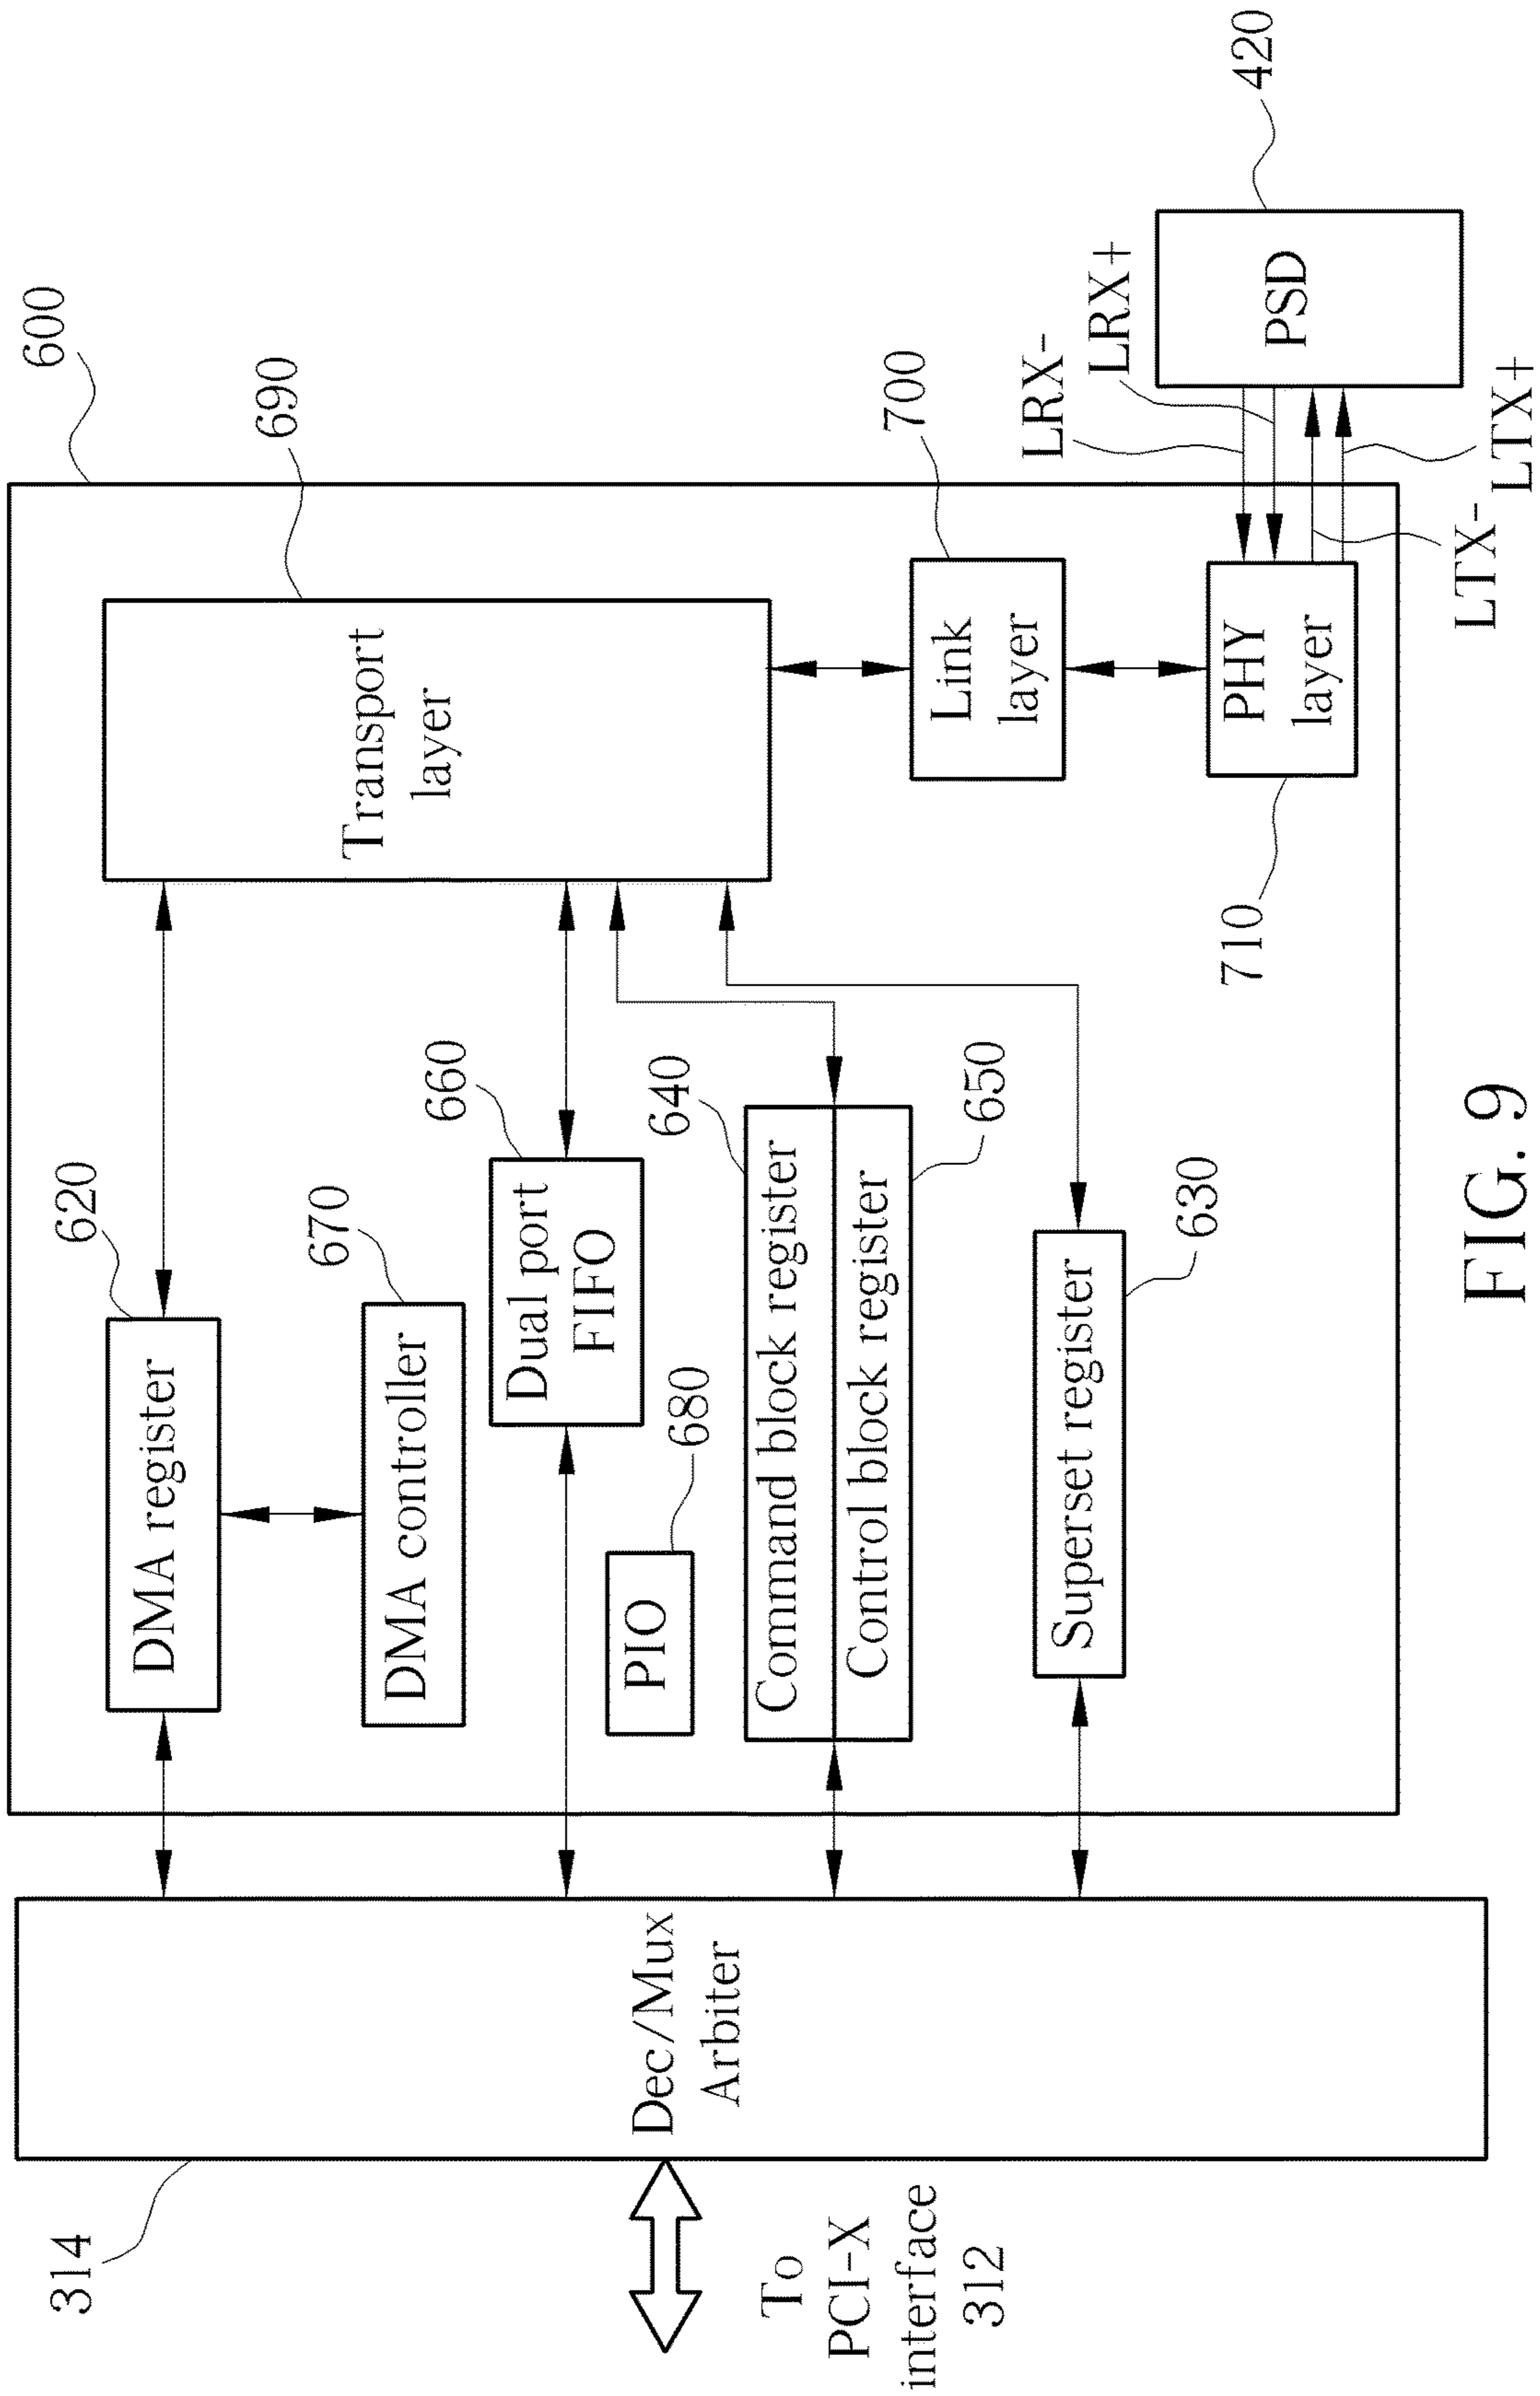 600
690
Transport
layer
620
DMA register
670
DMA controller
660
Dual port
FIFO
680
PIO
640
Command block register
Control block register
650
Superset register
630
700
Link
layer
PHY
layer
710
LRX-
LRX+
LTX-
LTX+
PSD
420
314
Dec/Mux
Arbiter
To
PCI-X
interface
312
FIG. 9